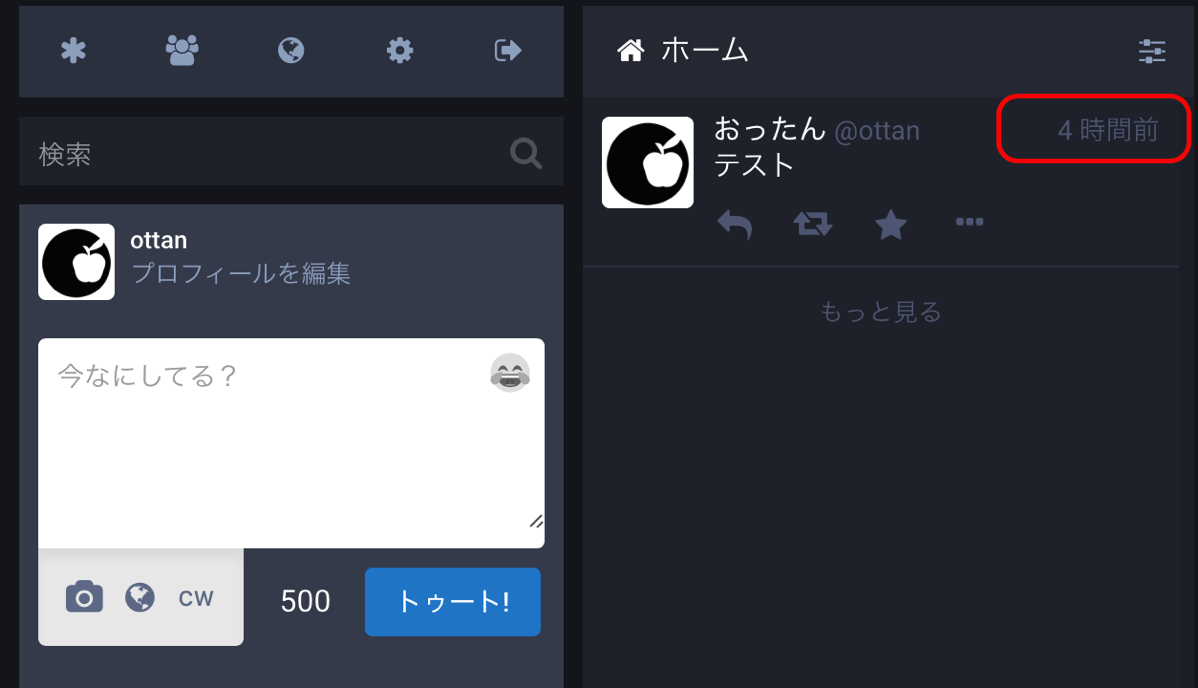 検索
ottan
プロフィールを編集
今なにしてる？
CW
500
トゥート!
ホーム
おったん @ottan
4 時間前
テスト
もっと見る